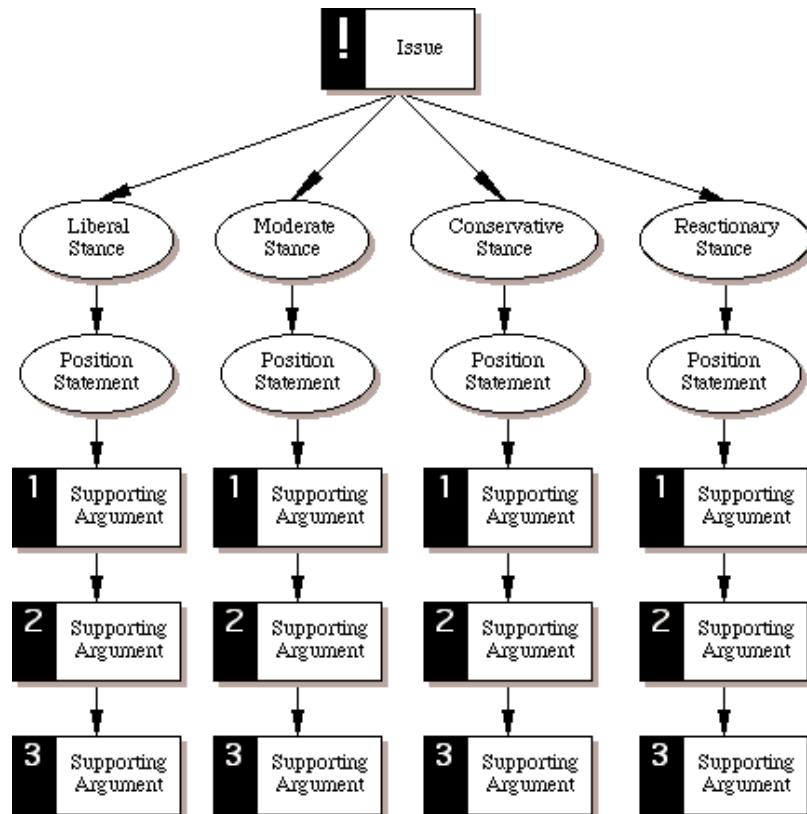 ! Issue
Liberal
Stance
Moderate
Stance
Conservative
Stance
Reactionary
Stance
Position
Statement
Position
Statement
Position
Statement
Position
Statement
1 Supporting
Argument
1 Supporting
Argument
1 Supporting
Argument
1 Supporting
Argument
2 Supporting
Argument
2 Supporting
Argument
2 Supporting
Argument
2 Supporting
Argument
3 Supporting
Argument
3 Supporting
Argument
3 Supporting
Argument
3 Supporting
Argument